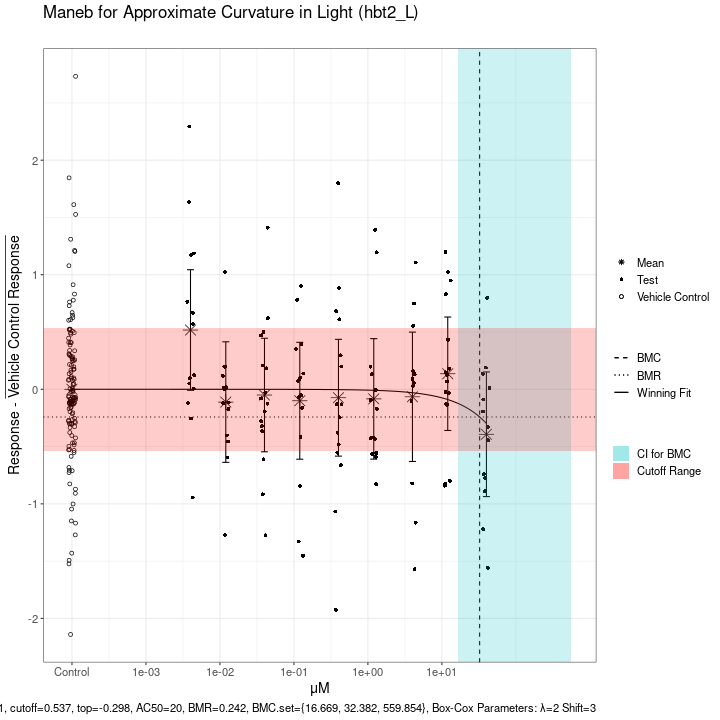 Maneb for Approximate Curvature in Light (hbt2_L)
Response - Vehicle Control Response
2
1
0
-1
-2
Control
1e-03
1e-02
1e-01
1e+00
1e+01
µM
Mean
Test
Vehicle Control
BMC
BMR
Winning Fit
CI for BMC
Cutoff Range
1, cutoff=0.537, top=-0.298, AC50=20, BMR=0.242, BMC.set={16.669, 32.382, 559.854}, Box-Cox Parameters: λ=2 Shift=3